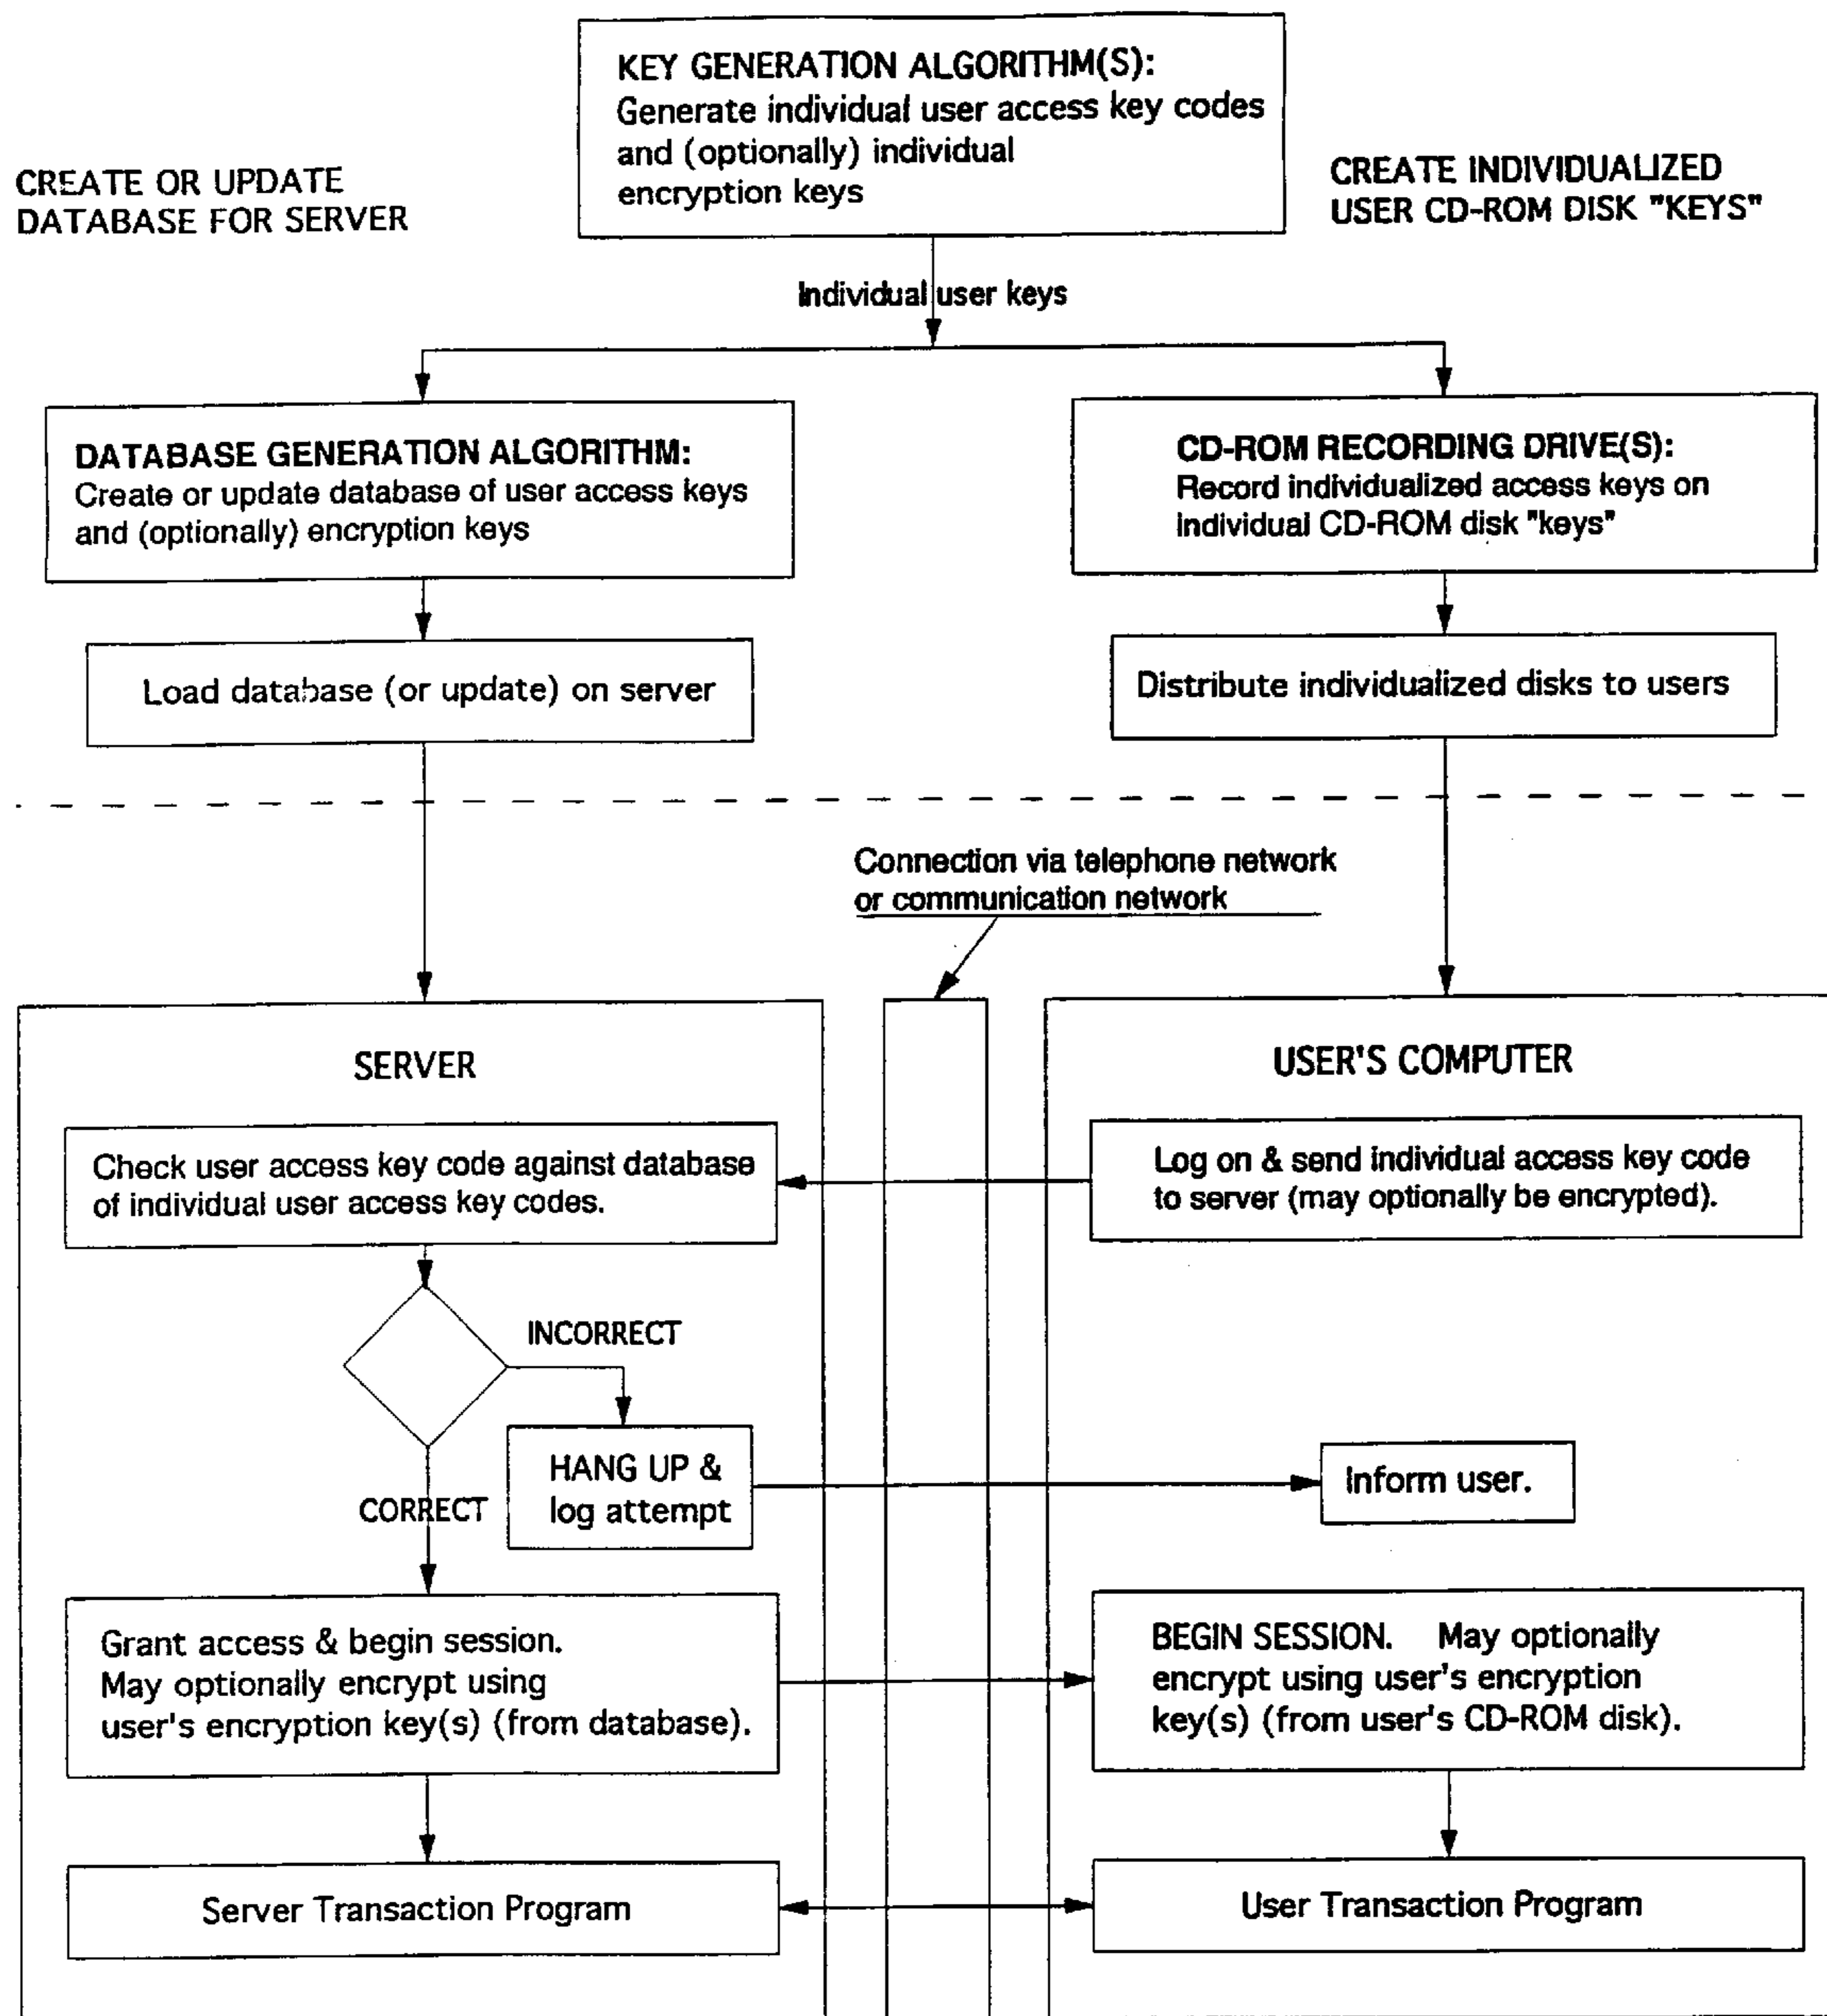 KEY GENERATION ALGORITHM(S):
Generate individual user access key codes
and (optionally) individual
encryption keys
CREATE OR UPDATE
DATABASE FOR SERVER
CREATE INDIVIDUALIZED
USER CD-ROM DISK "KEYS"
Individual user keys
DATABASE GENERATION ALGORITHM:
Create or update database of user access keys
and (optionally) encryption keys
CD-ROM RECORDING DRIVE(S):
Record individualized access keys on
individual CD-ROM disk "keys"
Load database (or update) on server
Distribute individualized disks to users
Connection via telephone network
or communication network
SERVER
USER'S COMPUTER
Check user access key code against database
of individual user access key codes.
Log on & send individual access key code
to server (may optionally be encrypted).
INCORRECT
HANG UP &
log attempt
Inform user.
CORRECT
Grant access & begin session.
May optionally encrypt using
user's encryption key(s) (from database).
BEGIN SESSION. May optionally
encrypt using user's encryption
key(s) (from user's CD-ROM disk).
Server Transaction Program
User Transaction Program